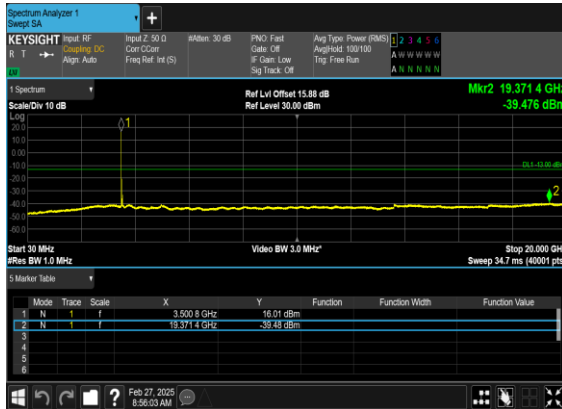 Spectrum Analyzer 1
Swept SA
+
KEYSIGHT
R T
LXI
Input: RF
Coupling: DC
Align: Auto
Input Z: 50 Ω
Corr CCorr
Freq Ref: Int (S)
#Atten: 30 dB
PNO: Fast
Gate: Off
IF Gain: Low
Sig Track: Off
Avg Type: Power (RMS)
Avg|Hold: 100/100
Trig: Free Run
1 2 3 4 5 6
A W W W W W
A N N N N N
1 Spectrum
Scale/Div 10 dB
Ref Lvl Offset 15.88 dB
Ref Level 30.00 dBm
Mkr2 19.371 4 GHz
-39.476 dBm
Log
20.0
10.0
0.00
-10.0
-20.0
-30.0
-40.0
-50.0
-60.0
1
DL1 -13.00 dBm
2
Start 30 MHz
#Res BW 1.0 MHz
Video BW 3.0 MHz*
Stop 20.000 GHz
Sweep 34.7 ms (40001 pts)
5 Marker Table
Mode Trace Scale X Y Function Function Width Function Value
1 N 1 f 3.500 8 GHz 16.01 dBm
2 N 1 f 19.371 4 GHz -39.48 dBm
3
4
5
6
?
Feb 27, 2025
8:56:03 AM